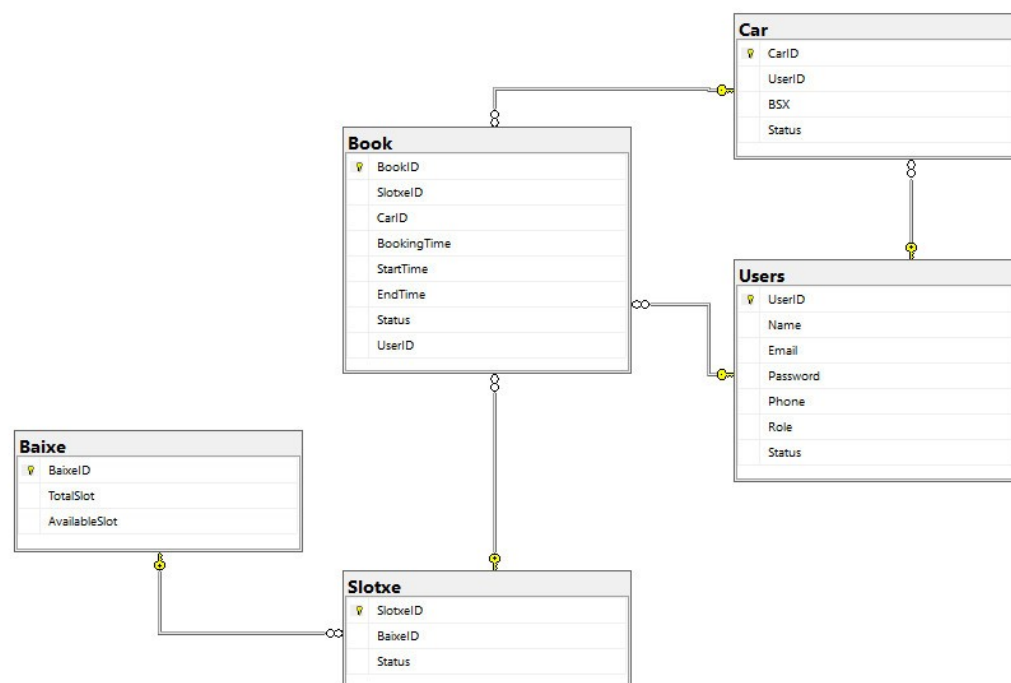 Car
CarID
UserID
BSX
Status
Book
BookID
SlotxeID
CarID
BookingTime
StartTime
EndTime
Status
UserID
Users
UserID
Name
Email
Password
Phone
Role
Status
Baixe
BaixeID
TotalSlot
AvailableSlot
Slotxe
SlotxeID
BaixeID
Status